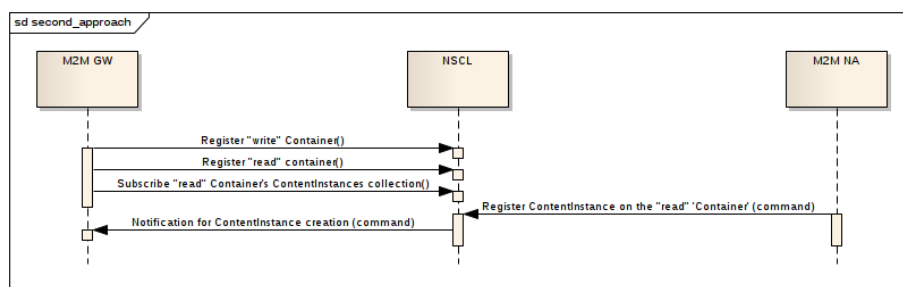 sd second_approach
M2M GW
NSCL
M2M NA
Register "write" Container()
Register "read" container()
Subscribe "read" Container's ContentInstances collection()
Register ContentInstance on the "read" 'Container' (command)
Notification for ContentInstance creation (command)